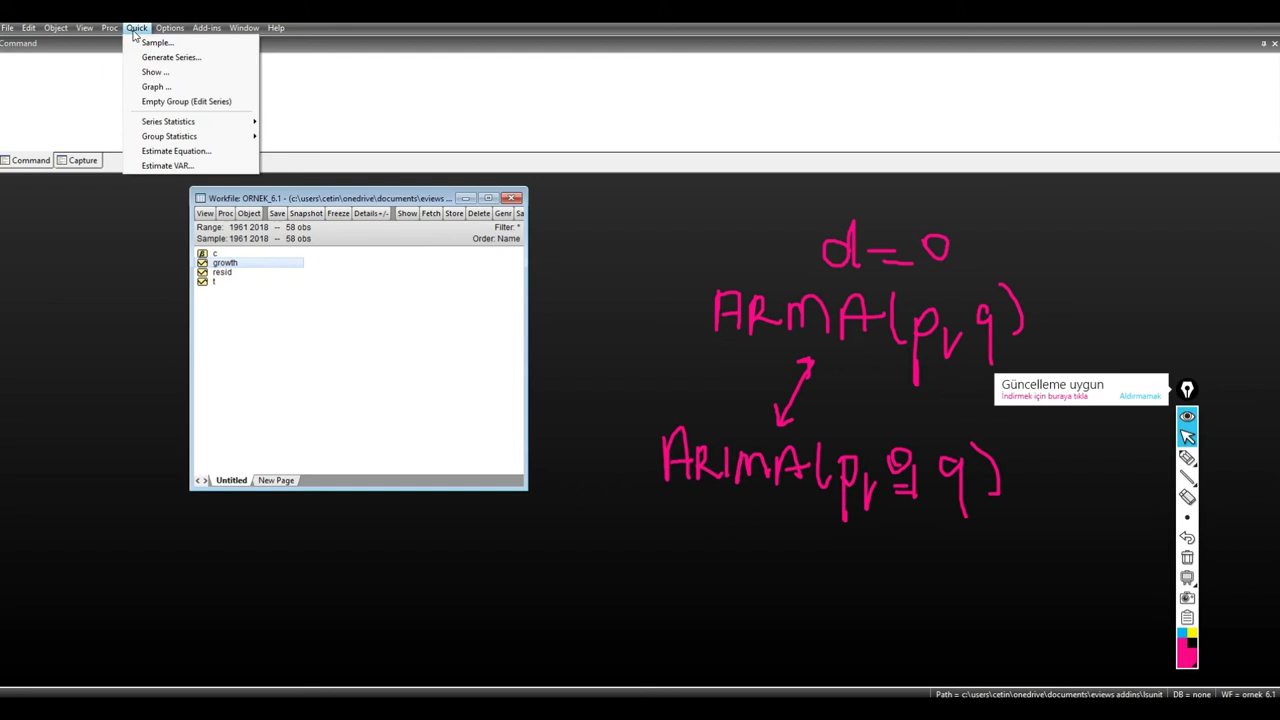 File Edit Object View Proc Quick Options Add-ins Window Help
Command
Sample...
Generate Series...
Show ...
Graph ...
Empty Group (Edit Series)
Series Statistics
Group Statistics
Estimate Equation...
Estimate VAR...
Command Capture
Workfile: ORNEK_6.1 - (c:\users\cetin\onedrive\documents\eviews ...
View Proc Object Save Snapshot Freeze Details+/- Show Fetch Store Delete Genr Sa
Range: 1961 2018 -- 58 obs Filter: *
Sample: 1961 2018 -- 58 obs Order: Name
c
growth
resid
t
Untitled New Page
d=0
ARMA(p, q)
ARIMA(p, 0, q)
Güncelleme uygun
İndirmek için buraya tıkla Aldırmamak
Path = c:\users\cetin\onedrive\documents\eviews addins\lsunit DB = none WF = ornek 6.1